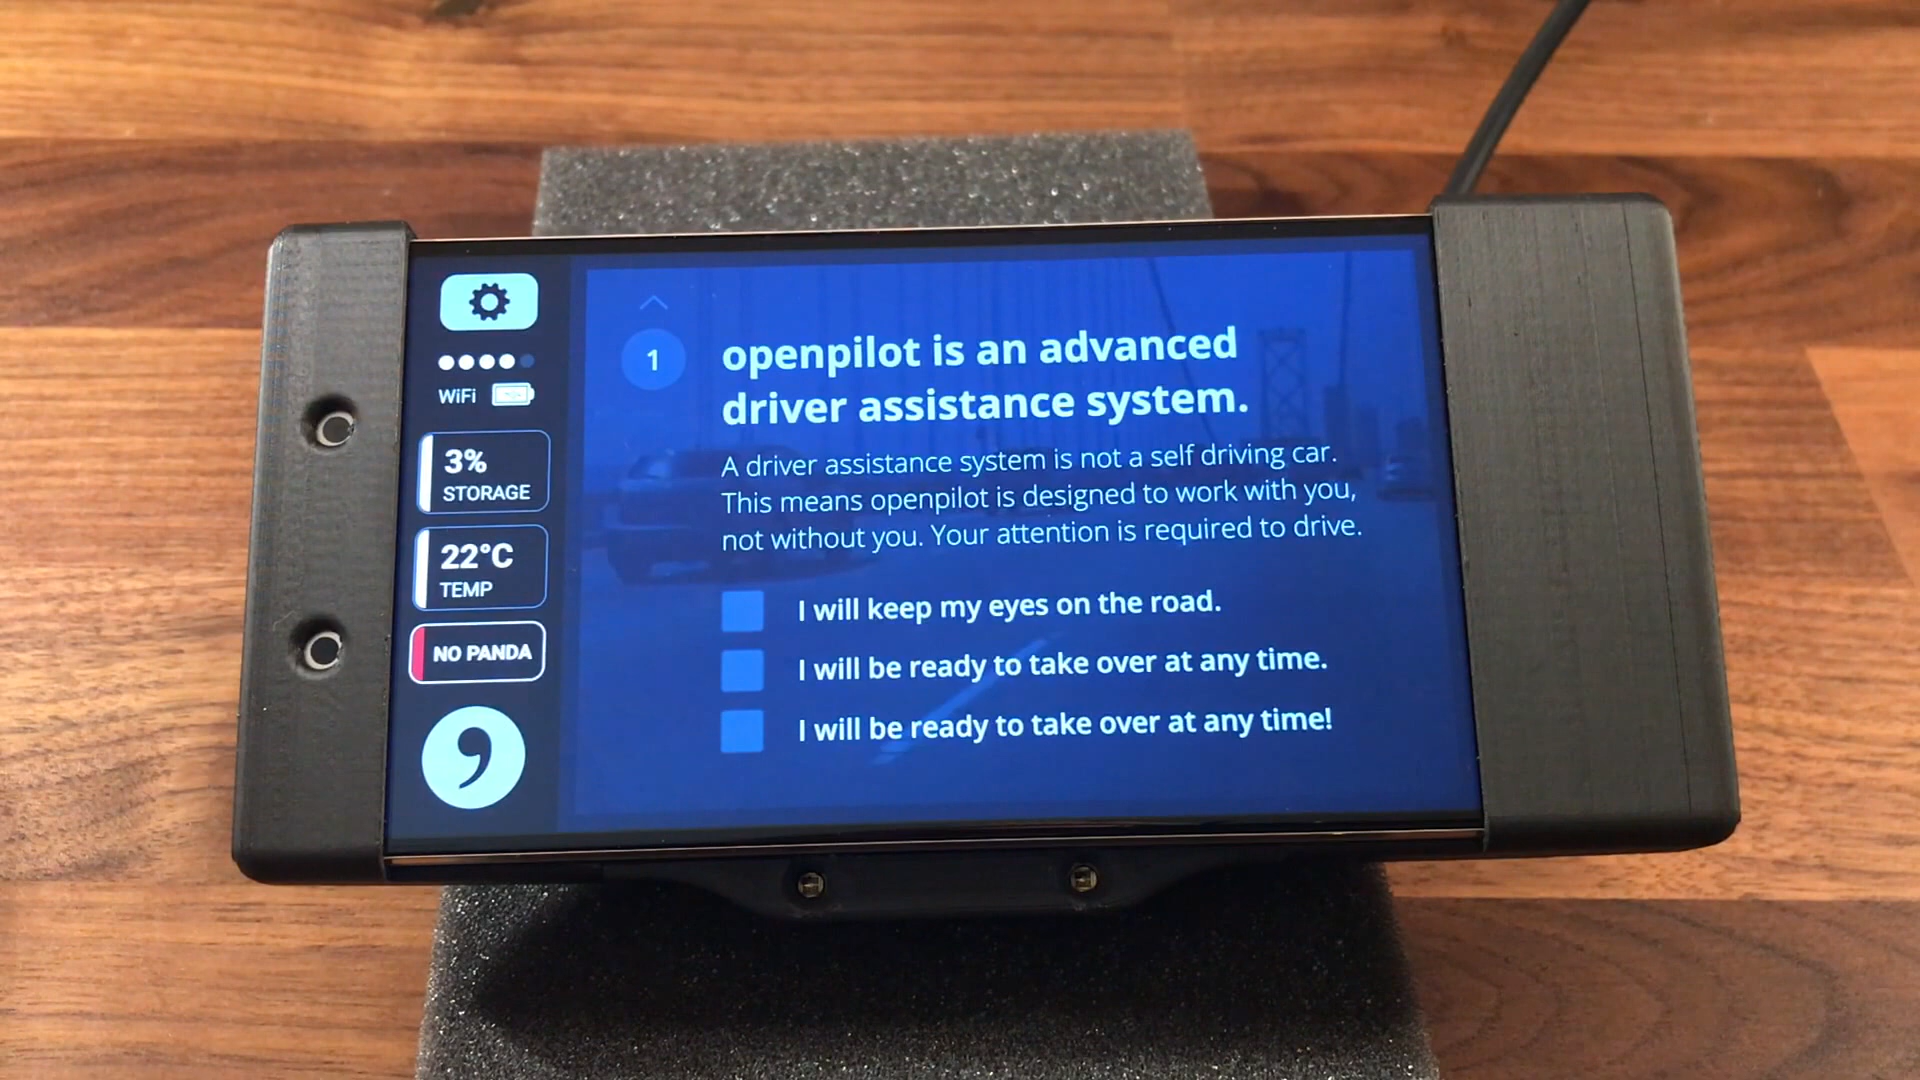 WiFi
3%
STORAGE
22°C
TEMP
NO PANDA
1
openpilot is an advanced
driver assistance system.
A driver assistance system is not a self driving car.
This means openpilot is designed to work with you,
not without you. Your attention is required to drive.
I will keep my eyes on the road.
I will be ready to take over at any time.
I will be ready to take over at any time!